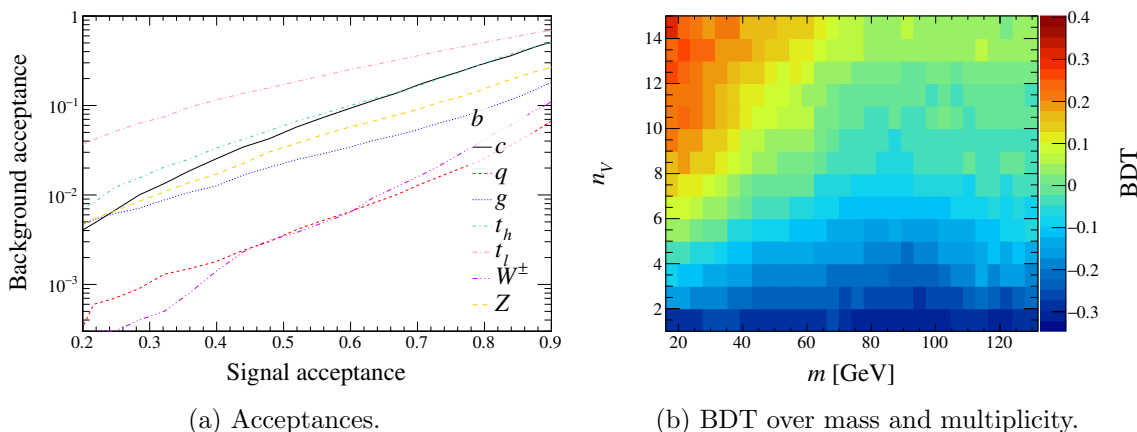 1
10⁻¹
10⁻²
10⁻³
Background acceptance
0.2 0.3 0.4 0.5 0.6 0.7 0.8 0.9
Signal acceptance
b
c
q
g
t_h
t_l
W±
Z
(a) Acceptances.
14
12
10
8
6
4
2
n_V
20 40 60 80 100 120
m [GeV]
0.4
0.3
0.2
0.1
0
−0.1
−0.2
−0.3
BDT
(b) BDT over mass and multiplicity.